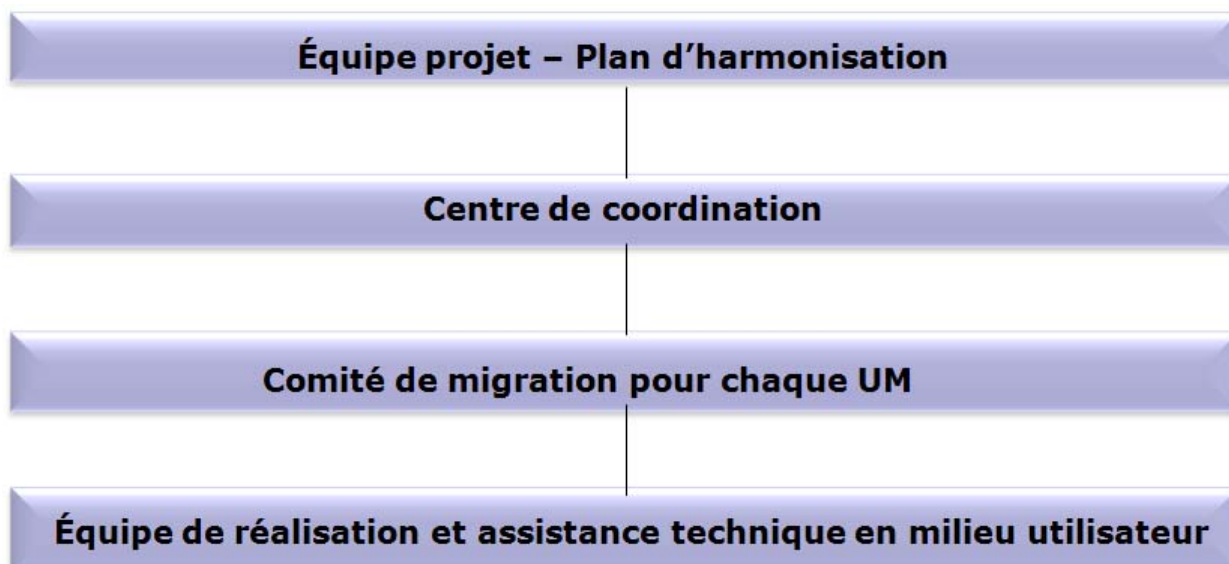 Équipe projet – Plan d’harmonisation
Centre de coordination
Comité de migration pour chaque UM
Équipe de réalisation et assistance technique en milieu utilisateur